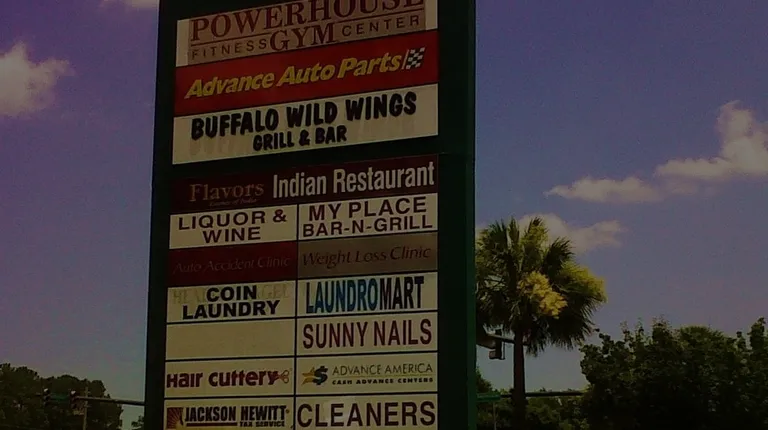 POWERHOUSE
FITNESS GYM CENTER
Advance Auto Parts
BUFFALO WILD WINGS
GRILL & BAR
Flavors Indian Restaurant
LIQUOR & WINE
MY PLACE
BAR-N-GRILL
Auto Accident Clinic
Weight Loss Clinic
COIN
LAUNDRY
LAUNDROMART
SUNNY NAILS
HAIR CUTTERY
ADVANCE AMERICA
CASH ADVANCE CENTERS
JACKSON HEWITT
TAX SERVICE
CLEANERS